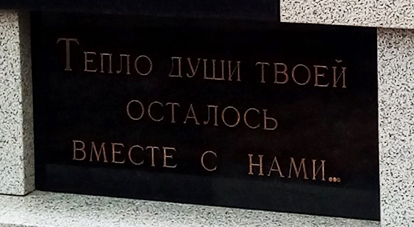 Тепло души твоей
осталось
вместе с нами...